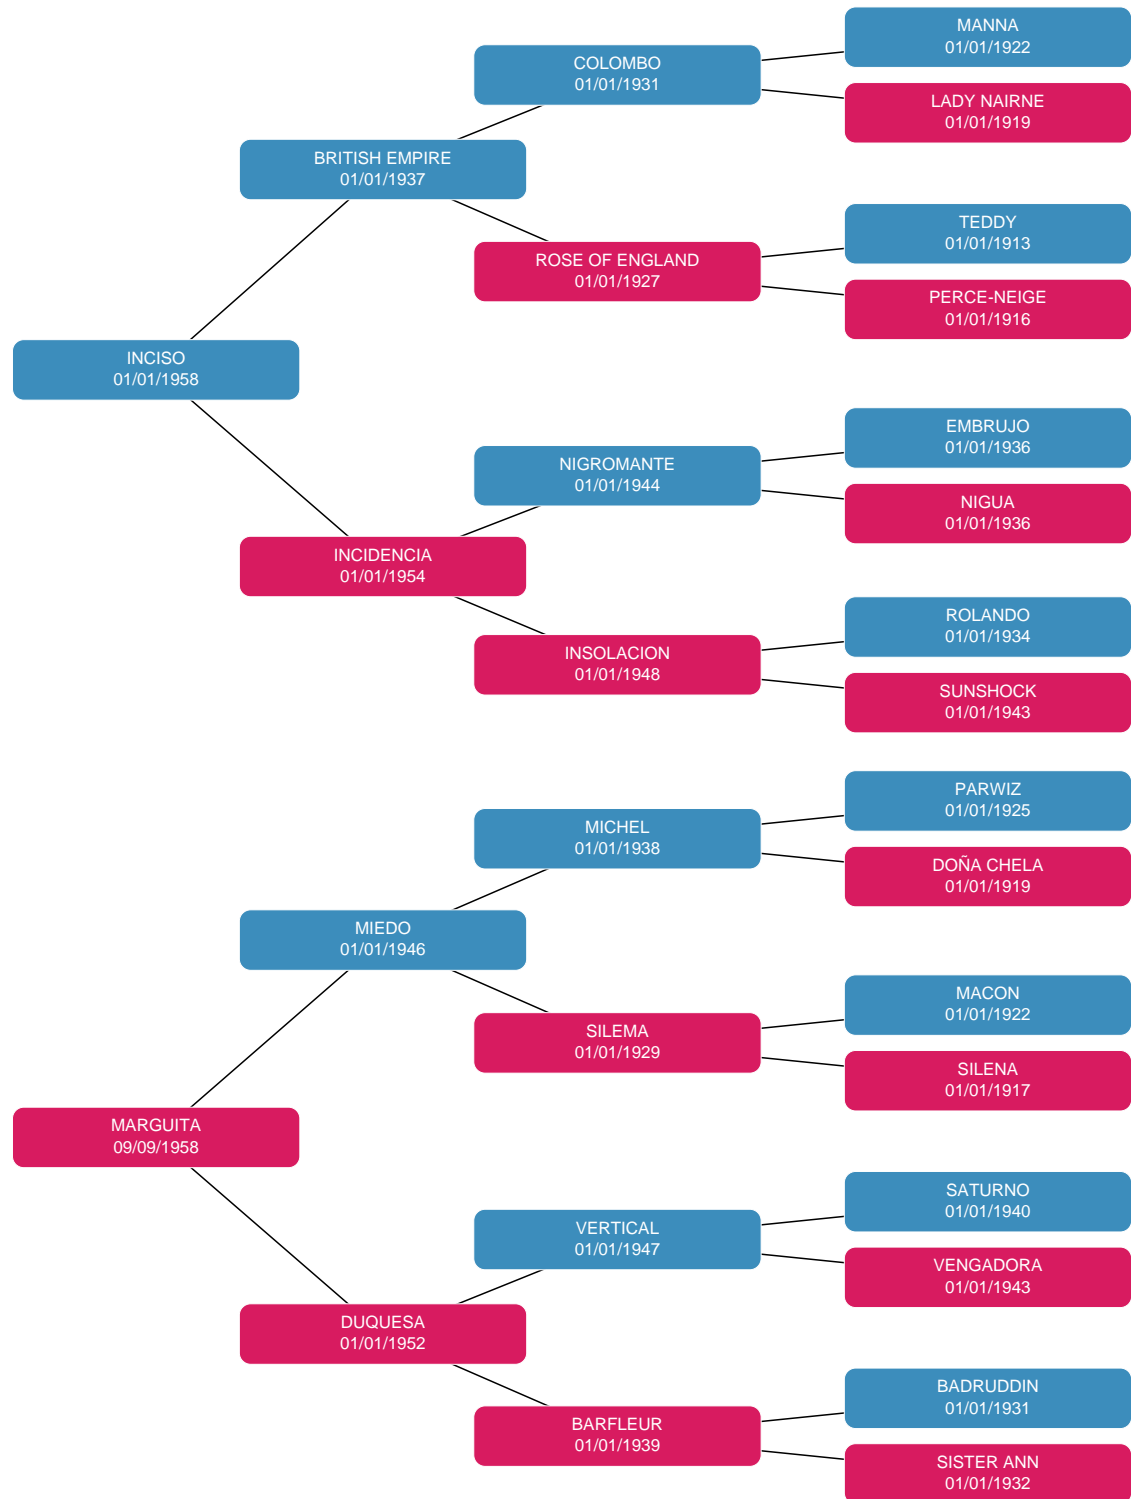 MANNA
01/01/1922
COLOMBO
01/01/1931
LADY NAIRNE
01/01/1919
BRITISH EMPIRE
01/01/1937
TEDDY
01/01/1913
ROSE OF ENGLAND
01/01/1927
PERCE-NEIGE
01/01/1916
INCISO
01/01/1958
EMBRUJO
01/01/1936
NIGROMANTE
01/01/1944
NIGUA
01/01/1936
INCIDENCIA
01/01/1954
ROLANDO
01/01/1934
INSOLACION
01/01/1948
SUNSHOCK
01/01/1943
PARWIZ
01/01/1925
MICHEL
01/01/1938
DOÑA CHELA
01/01/1919
MIEDO
01/01/1946
MACON
01/01/1922
SILEMA
01/01/1929
SILENA
01/01/1917
MARGUITA
09/09/1958
SATURNO
01/01/1940
VERTICAL
01/01/1947
VENGADORA
01/01/1943
DUQUESA
01/01/1952
BADRUDDIN
01/01/1931
BARFLEUR
01/01/1939
SISTER ANN
01/01/1932